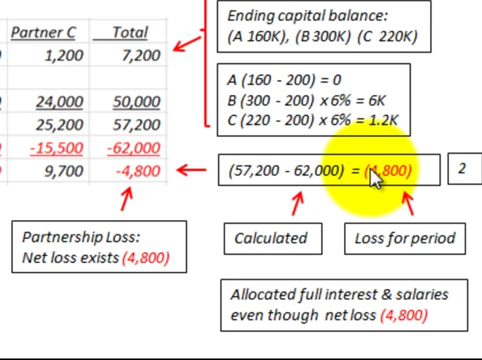 Partner C Total
1,200 7,200
24,000 50,000
25,200 57,200
-15,500 -62,000
9,700 -4,800
Ending capital balance:
(A 160K), (B 300K) (C 220K)
A (160 - 200) = 0
B (300 - 200) x 6% = 6K
C (220 - 200) x 6% = 1.2K
(57,200 - 62,000) = (4,800)
2
Partnership Loss:
Net loss exists (4,800)
Calculated
Loss for period
Allocated full interest & salaries
even though net loss (4,800)